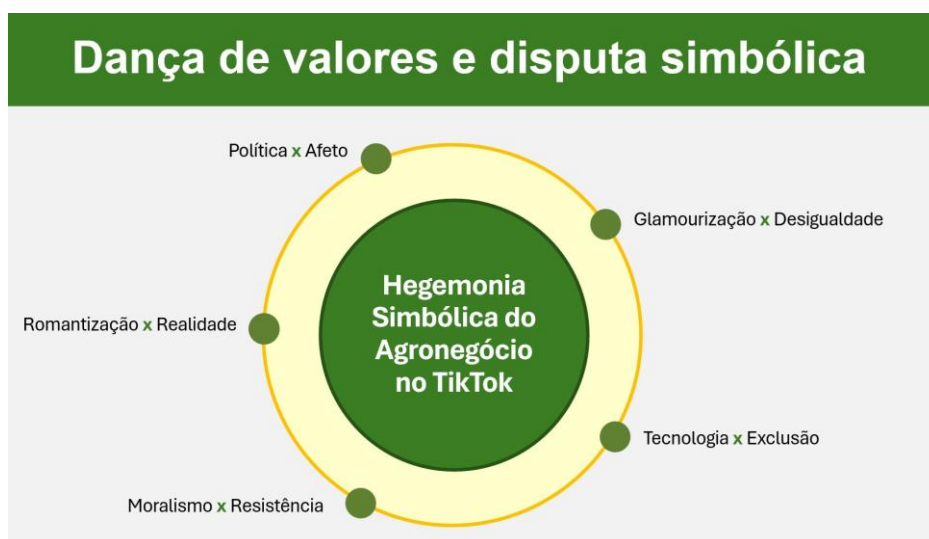 Dança de valores e disputa simbólica
Política x Afeto
Glamourização x Desigualdade
Hegemonia
Simbólica do
Agronegócio
no TikTok
Romantização x Realidade
Tecnologia x Exclusão
Moralismo x Resistência